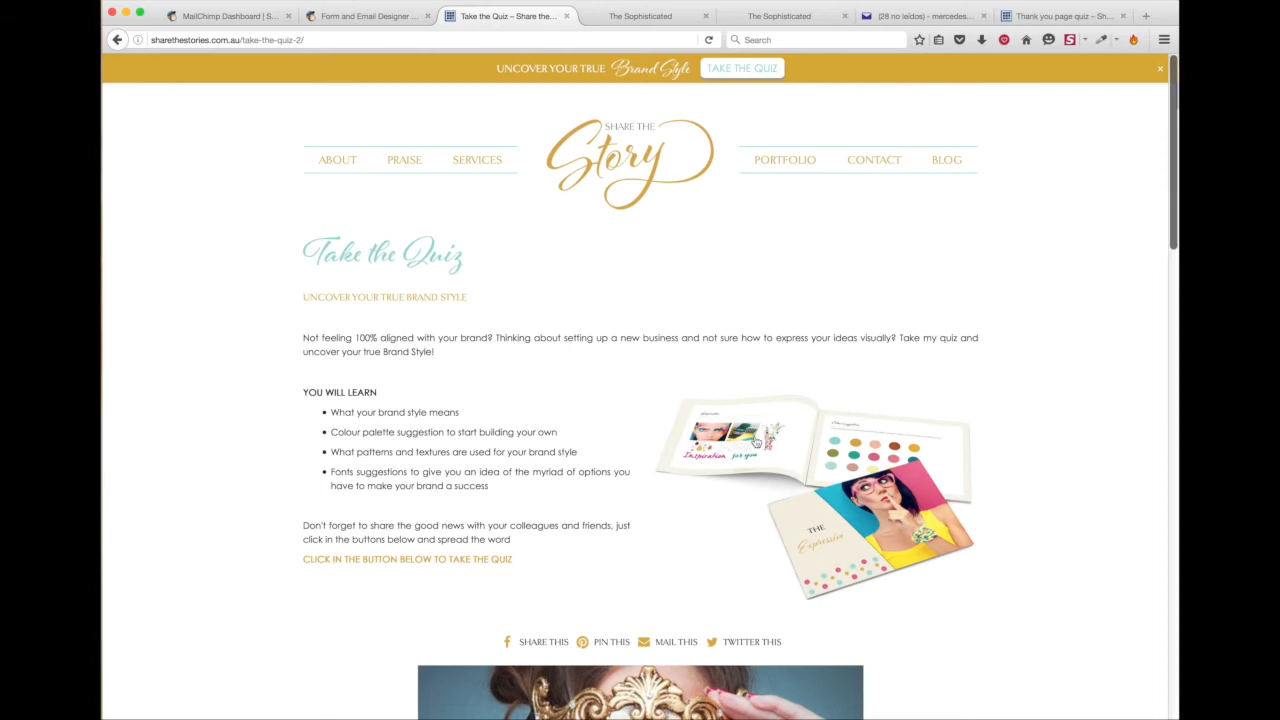 MailChimp Dashboard | S...
Form and Email Designer ...
Take the Quiz – Share the...
The Sophisticated
The Sophisticated
(28 no leídos) - mercedes...
Thank you page quiz – Sh...
sharethestories.com.au/take-the-quiz-2/
Search
UNCOVER YOUR TRUE Brand Style TAKE THE QUIZ
SHARE THE
Story
ABOUT PRAISE SERVICES
PORTFOLIO CONTACT BLOG
Take the Quiz
UNCOVER YOUR TRUE BRAND STYLE
Not feeling 100% aligned with your brand? Thinking about setting up a new business and not sure how to express your ideas visually? Take my quiz and
uncover your true Brand Style!
YOU WILL LEARN
• What your brand style means
• Colour palette suggestion to start building your own
• What patterns and textures are used for your brand style
• Fonts suggestions to give you an idea of the myriad of options you
have to make your brand a success
Don't forget to share the good news with your colleagues and friends, just
click in the buttons below and spread the word
CLICK IN THE BUTTON BELOW TO TAKE THE QUIZ
Inspiration for you
THE
Expression
SHARE THIS PIN THIS MAIL THIS TWITTER THIS